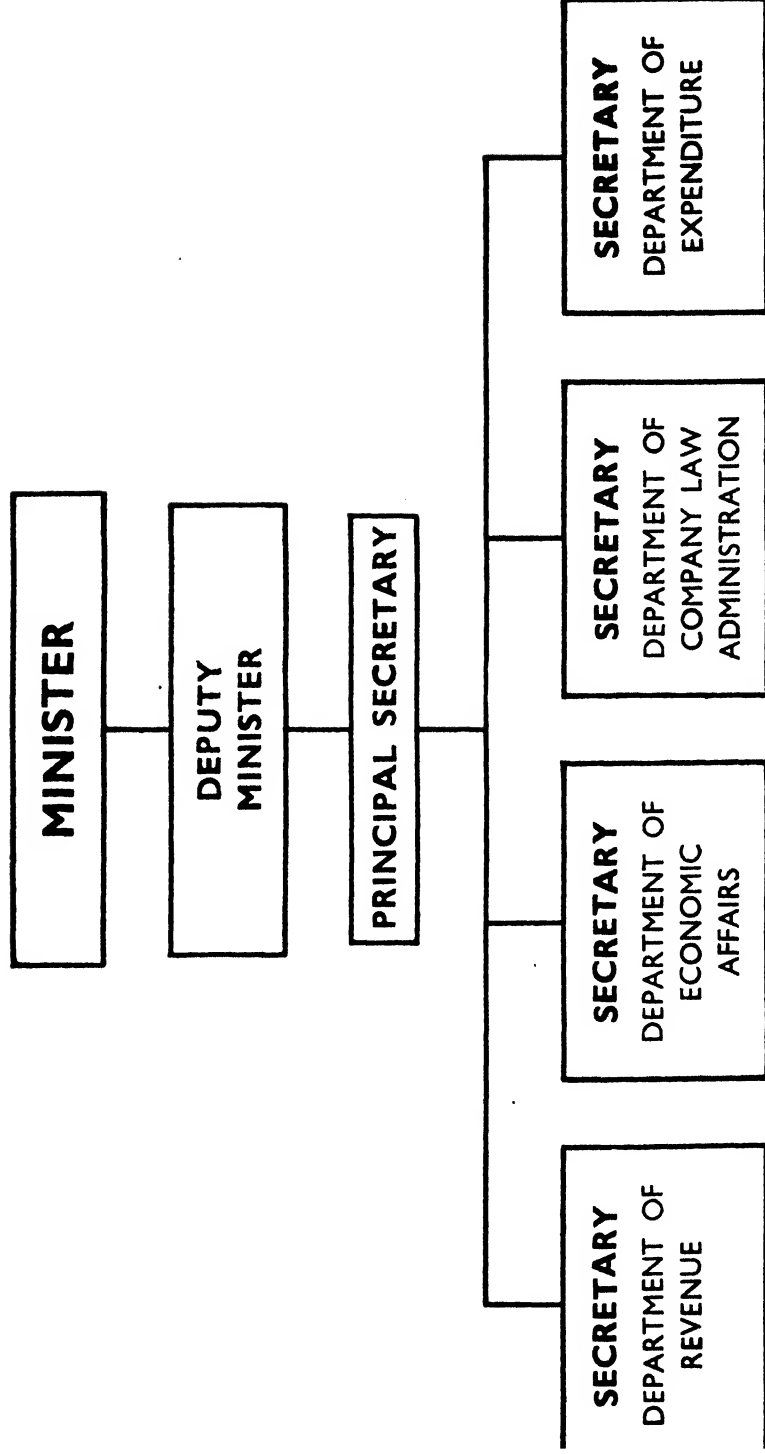 MINISTER
DEPUTY
MINISTER
PRINCIPAL SECRETARY
SECRETARY
DEPARTMENT OF
REVENUE
SECRETARY
DEPARTMENT OF
ECONOMIC
AFFAIRS
SECRETARY
DEPARTMENT OF
COMPANY LAW
ADMINISTRATION
SECRETARY
DEPARTMENT OF
EXPENDITURE